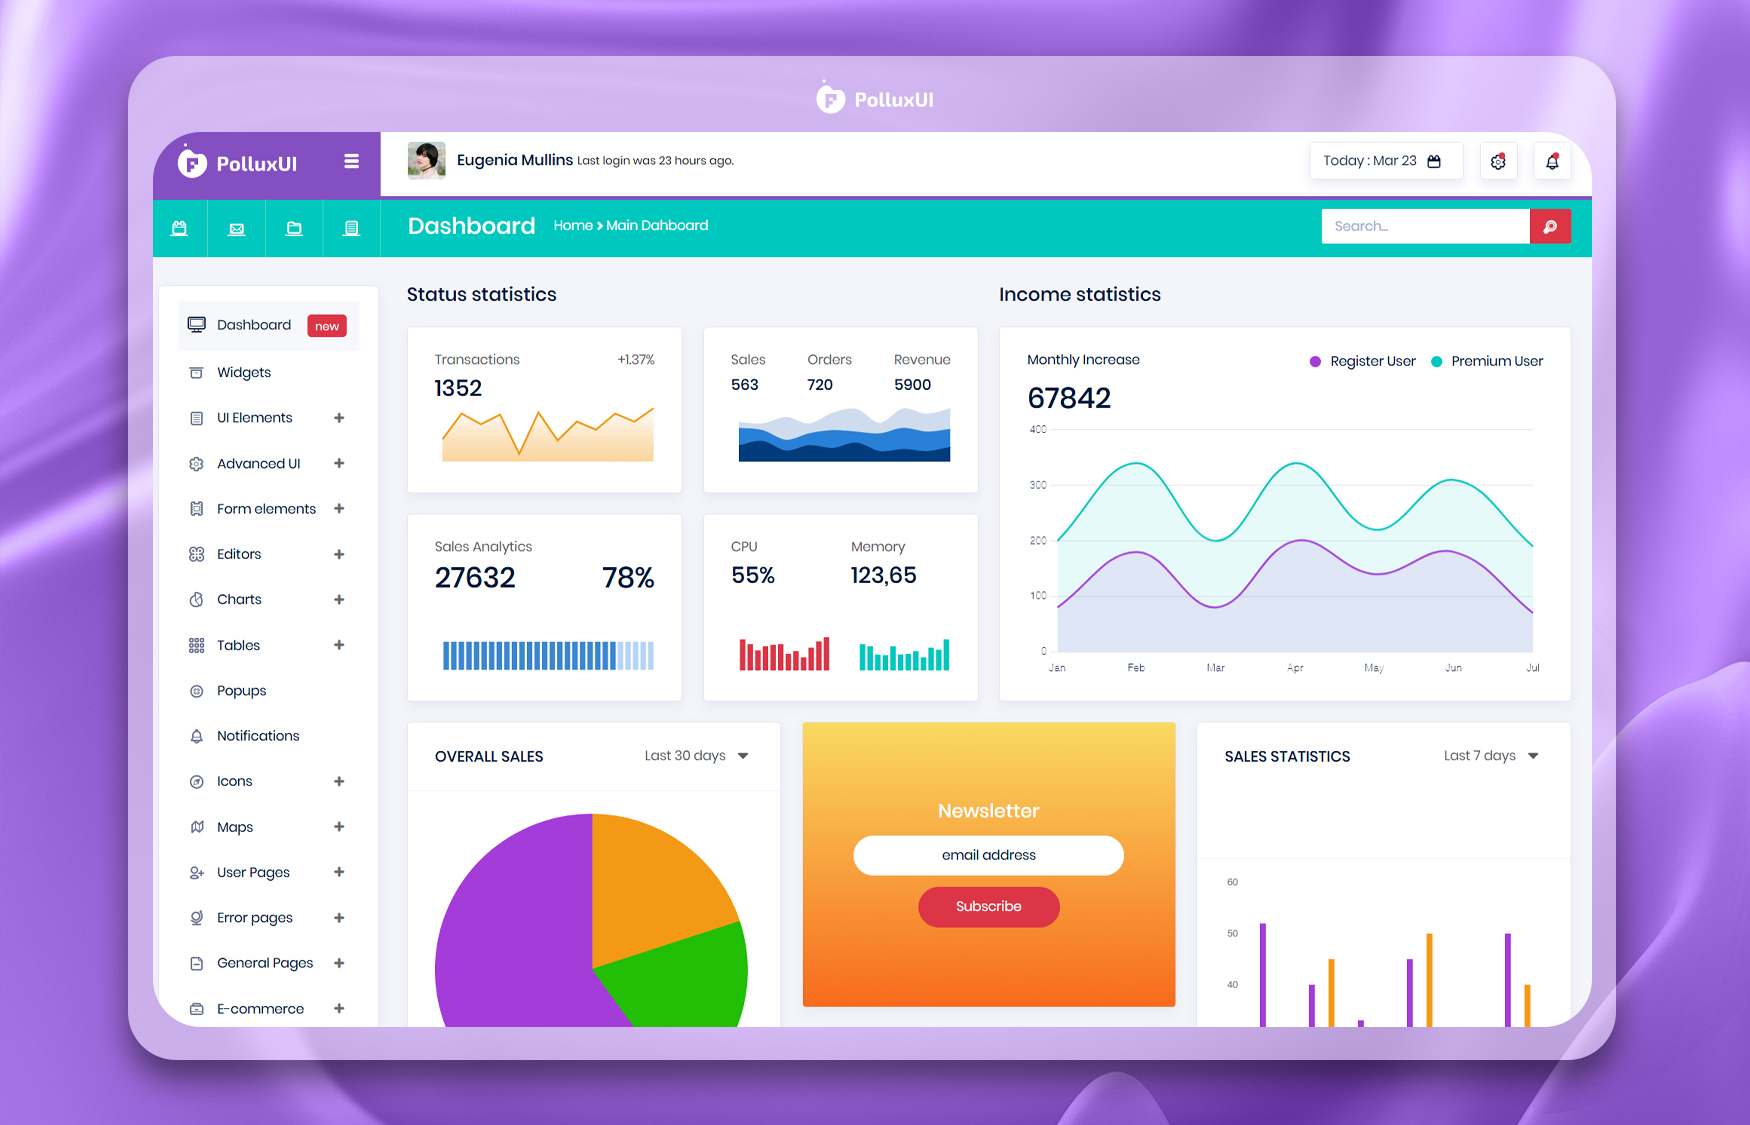 PolluxUI
PolluxUI
Eugenia Mullins Last login was 23 hours ago.
Today : Mar 23
Dashboard Home > Main Dahboard
Search...
Dashboard new
Widgets
UI Elements +
Advanced UI +
Form elements +
Editors +
Charts +
Tables +
Popups
Notifications
Icons +
Maps +
User Pages +
Error pages +
General Pages +
E-commerce +
Status statistics
Transactions +1.37%
1352
Sales Orders Revenue
563 720 5900
Sales Analytics
27632 78%
CPU Memory
55% 123,65
Income statistics
Monthly Increase
Register User Premium User
67842
400
300
200
100
0
Jan Feb Mar Apr May Jun Jul
OVERALL SALES Last 30 days
Newsletter
email address
Subscribe
SALES STATISTICS Last 7 days
60
50
40